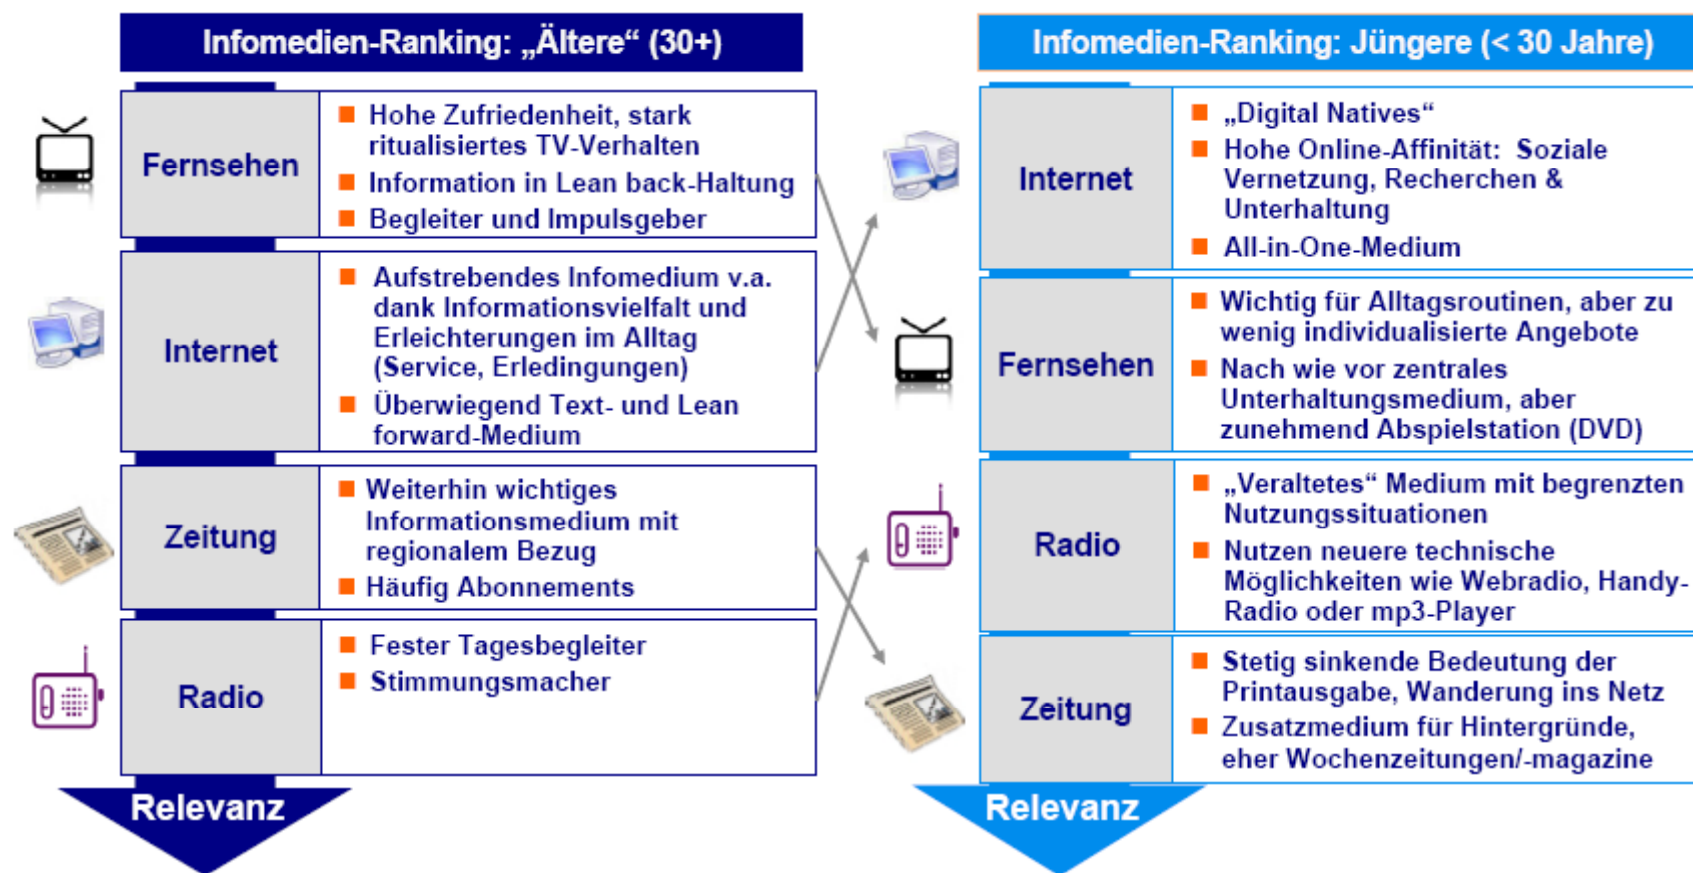 Infomedien-Ranking: „Ältere“ (30+)
Fernsehen
Hohe Zufriedenheit, stark
ritualisiertes TV-Verhalten
Information in Lean back-Haltung
Begleiter und Impulsgeber
Internet
Aufstrebendes Infomedium v.a.
dank Informationsvielfalt und
Erleichterungen im Alltag
(Service, Erledingungen)
Überwiegend Text- und Lean
forward-Medium
Zeitung
Weiterhin wichtiges
Informationsmedium mit
regionalem Bezug
Häufig Abonnements
Radio
Fester Tagesbegleiter
Stimmungsmacher
Relevanz
Infomedien-Ranking: Jüngere (< 30 Jahre)
Internet
„Digital Natives“
Hohe Online-Affinität: Soziale
Vernetzung, Recherchen &
Unterhaltung
All-in-One-Medium
Fernsehen
Wichtig für Alltagsroutinen, aber zu
wenig individualisierte Angebote
Nach wie vor zentrales
Unterhaltungsmedium, aber
zunehmend Abspielstation (DVD)
Radio
„Veraltetes“ Medium mit begrenzten
Nutzungssituationen
Nutzen neuere technische
Möglichkeiten wie Webradio, Handy-
Radio oder mp3-Player
Zeitung
Stetig sinkende Bedeutung der
Printausgabe, Wanderung ins Netz
Zusatzmedium für Hintergründe,
eher Wochenzeitungen/-magazine
Relevanz